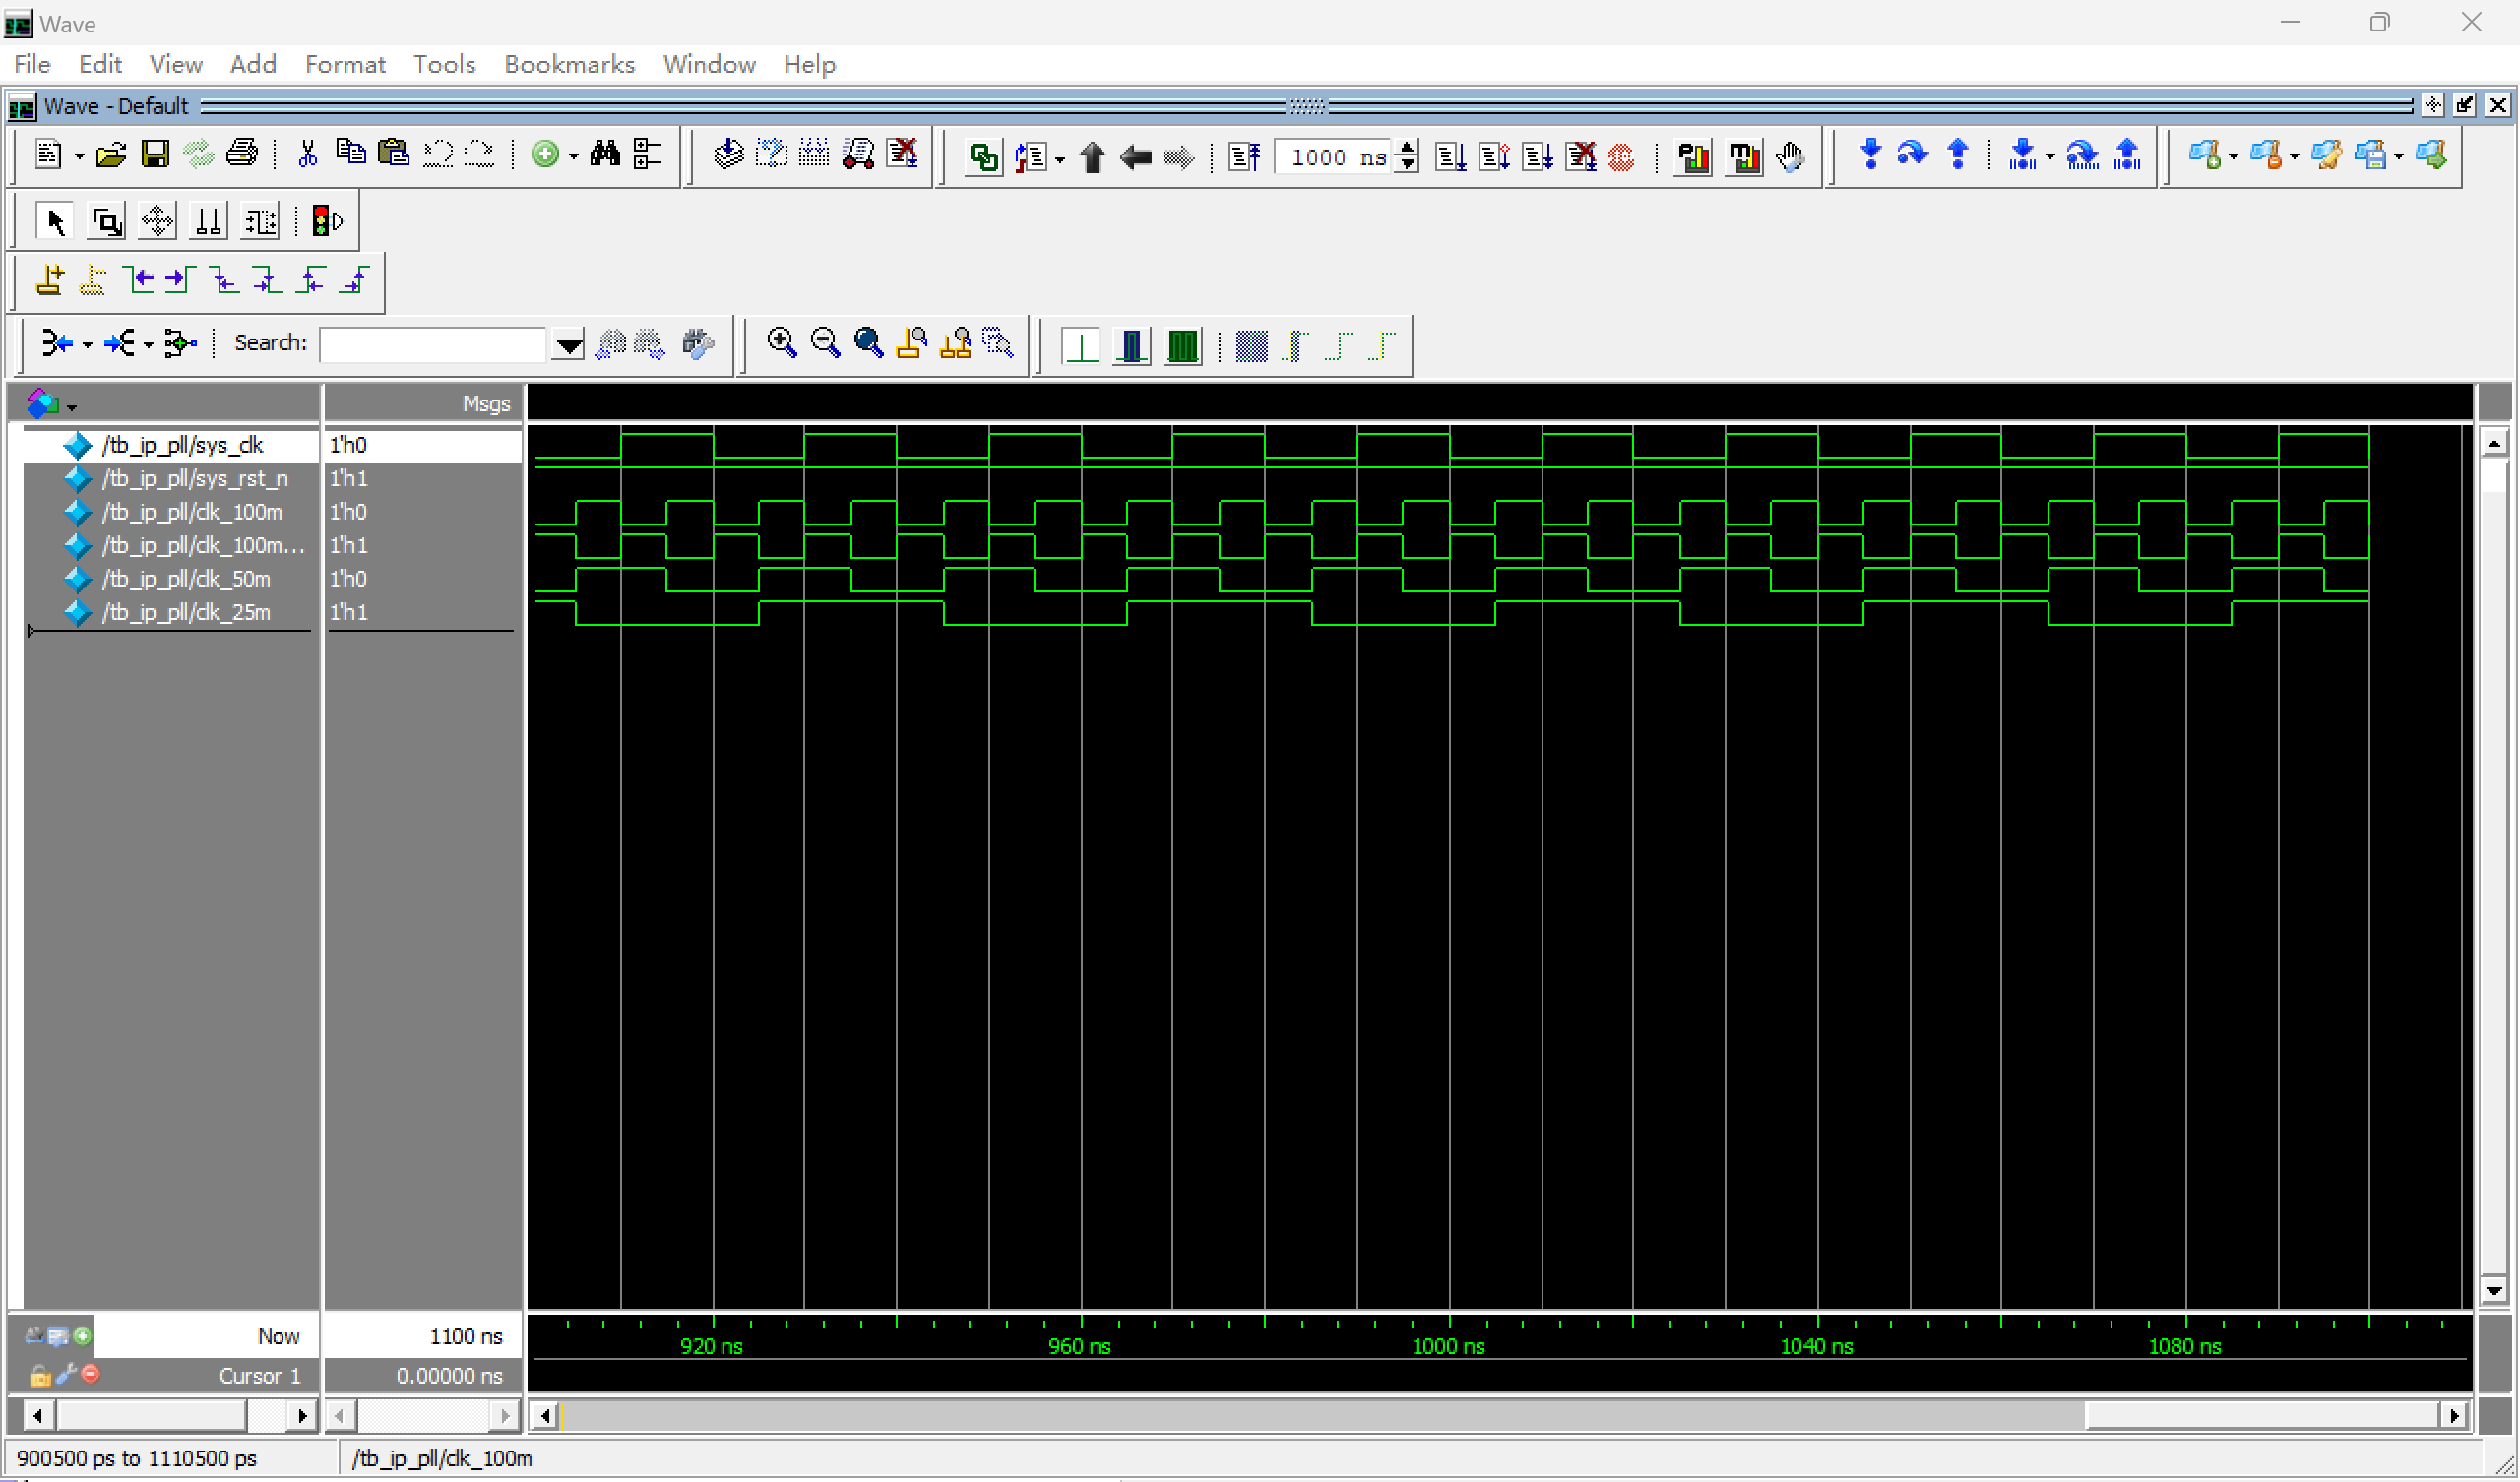 Wave
File Edit View Add Format Tools Bookmarks Window Help
Wave - Default
1000 ns
Search:
Msgs
/tb_ip_pll/sys_clk 1'h0
/tb_ip_pll/sys_rst_n 1'h1
/tb_ip_pll/clk_100m 1'h0
/tb_ip_pll/clk_100m... 1'h1
/tb_ip_pll/clk_50m 1'h0
/tb_ip_pll/clk_25m 1'h1
Now 1100 ns
920 ns 960 ns 1000 ns 1040 ns 1080 ns
Cursor 1 0.00000 ns
900500 ps to 1110500 ps /tb_ip_pll/clk_100m